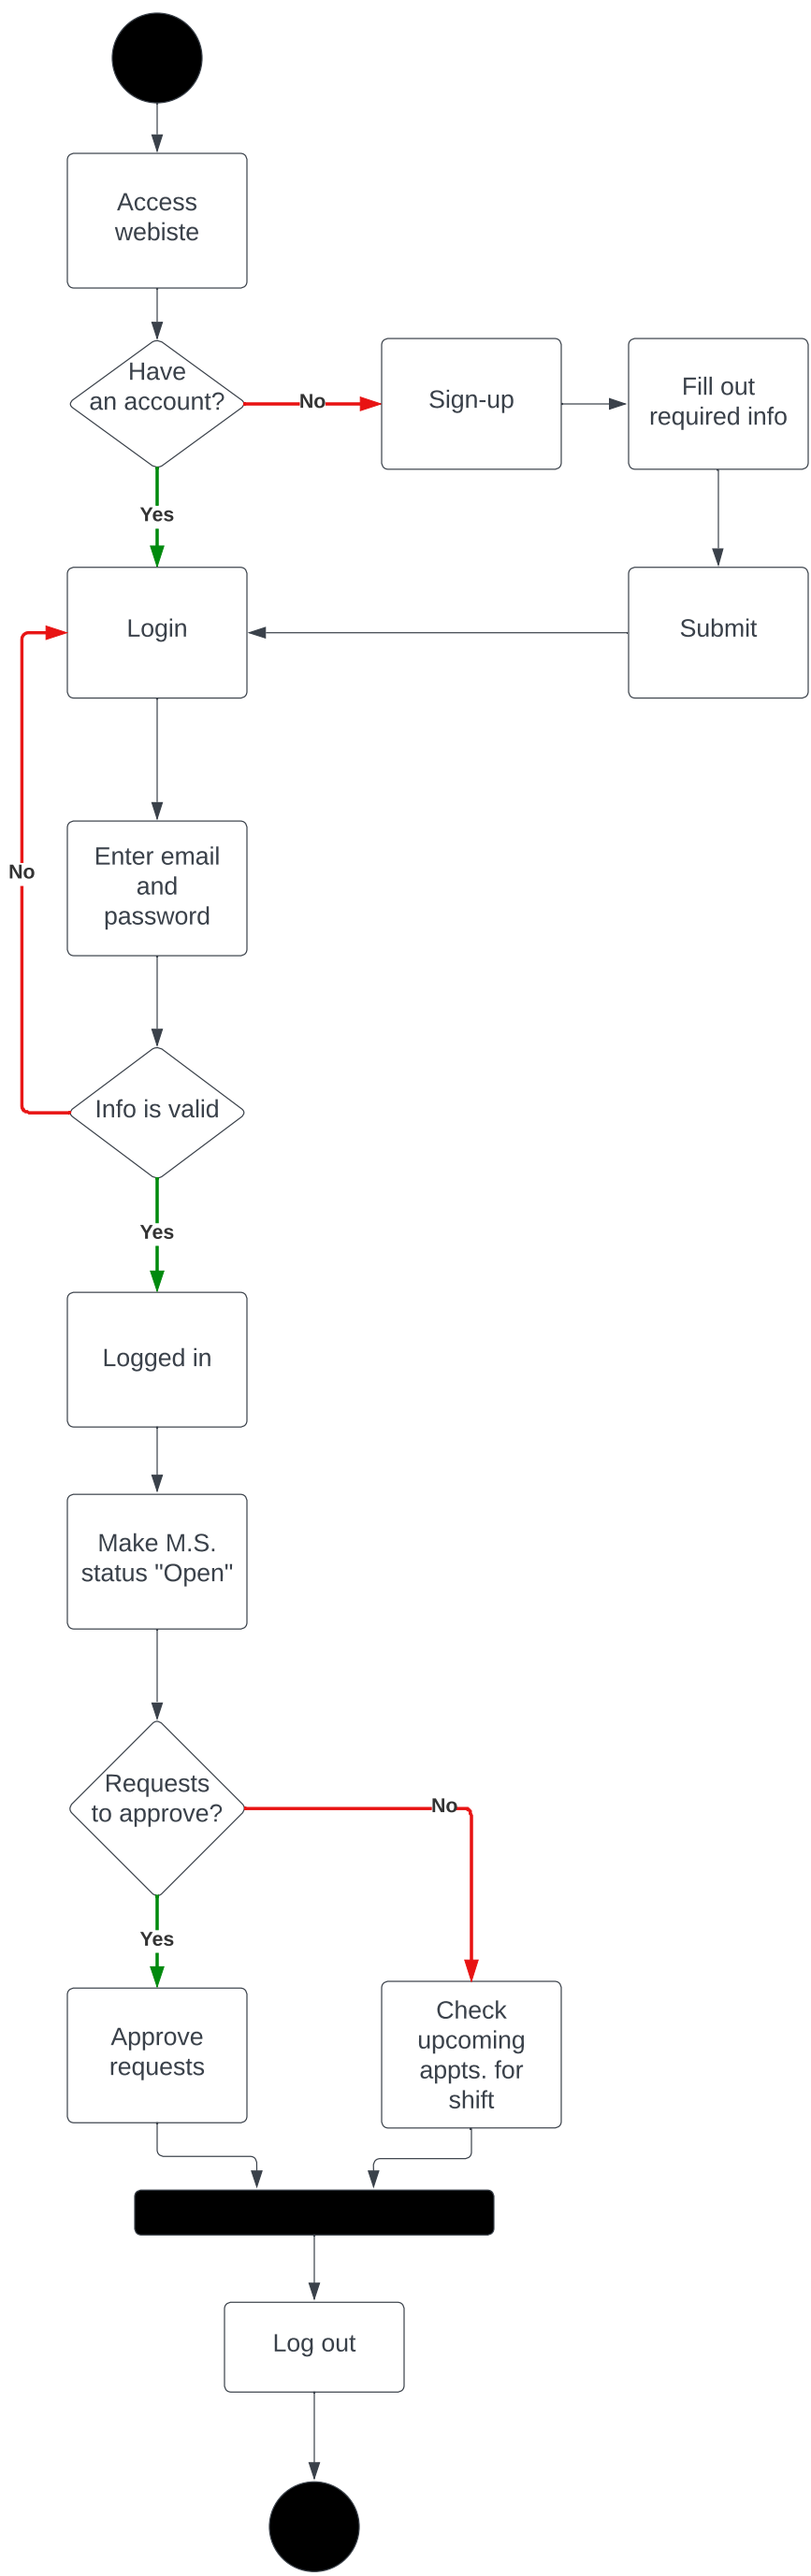 Access
webiste
Have
an account?
No
Sign-up
Fill out
required info
Yes
Login
Submit
No
Enter email
and
password
Info is valid
Yes
Logged in
Make M.S.
status "Open"
Requests
to approve?
No
Yes
Approve
requests
Check
upcoming
appts. for
shift
Log out